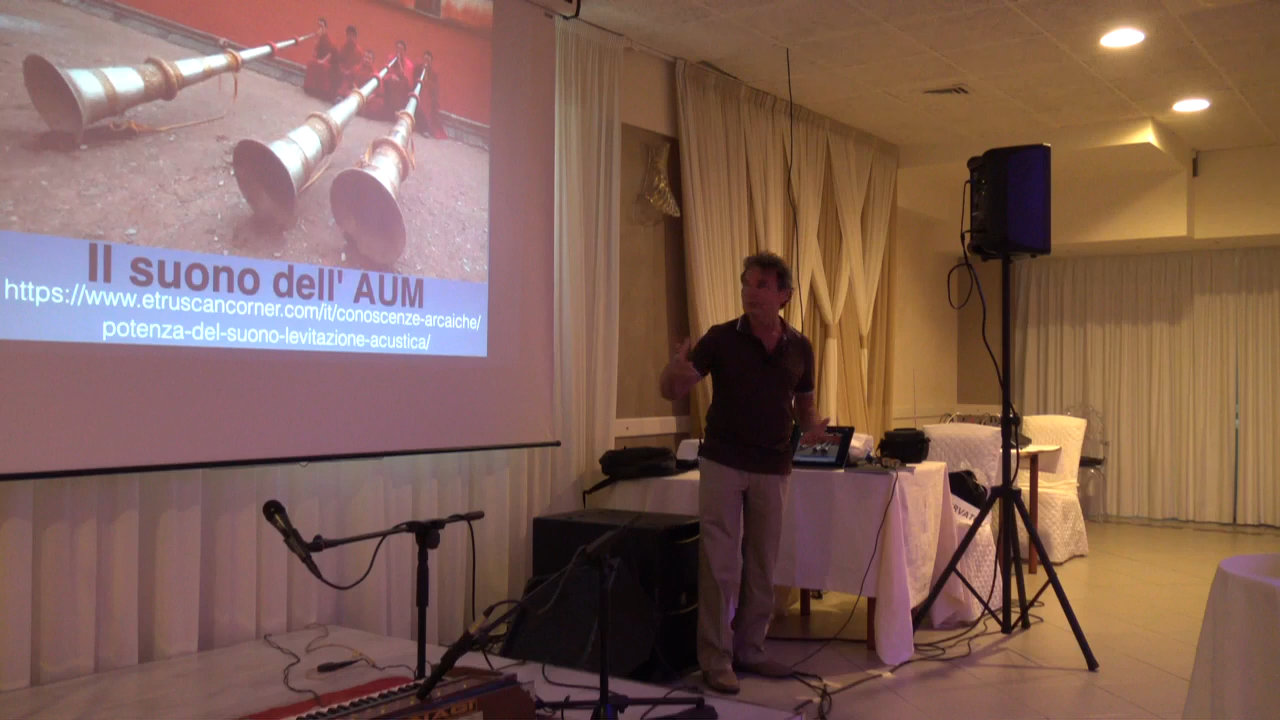 Il suono dell' AUM
https://www.etruscancorner.com/it/conoscenze-arcaiche/
potenza-del-suono-levitazione-acustica/